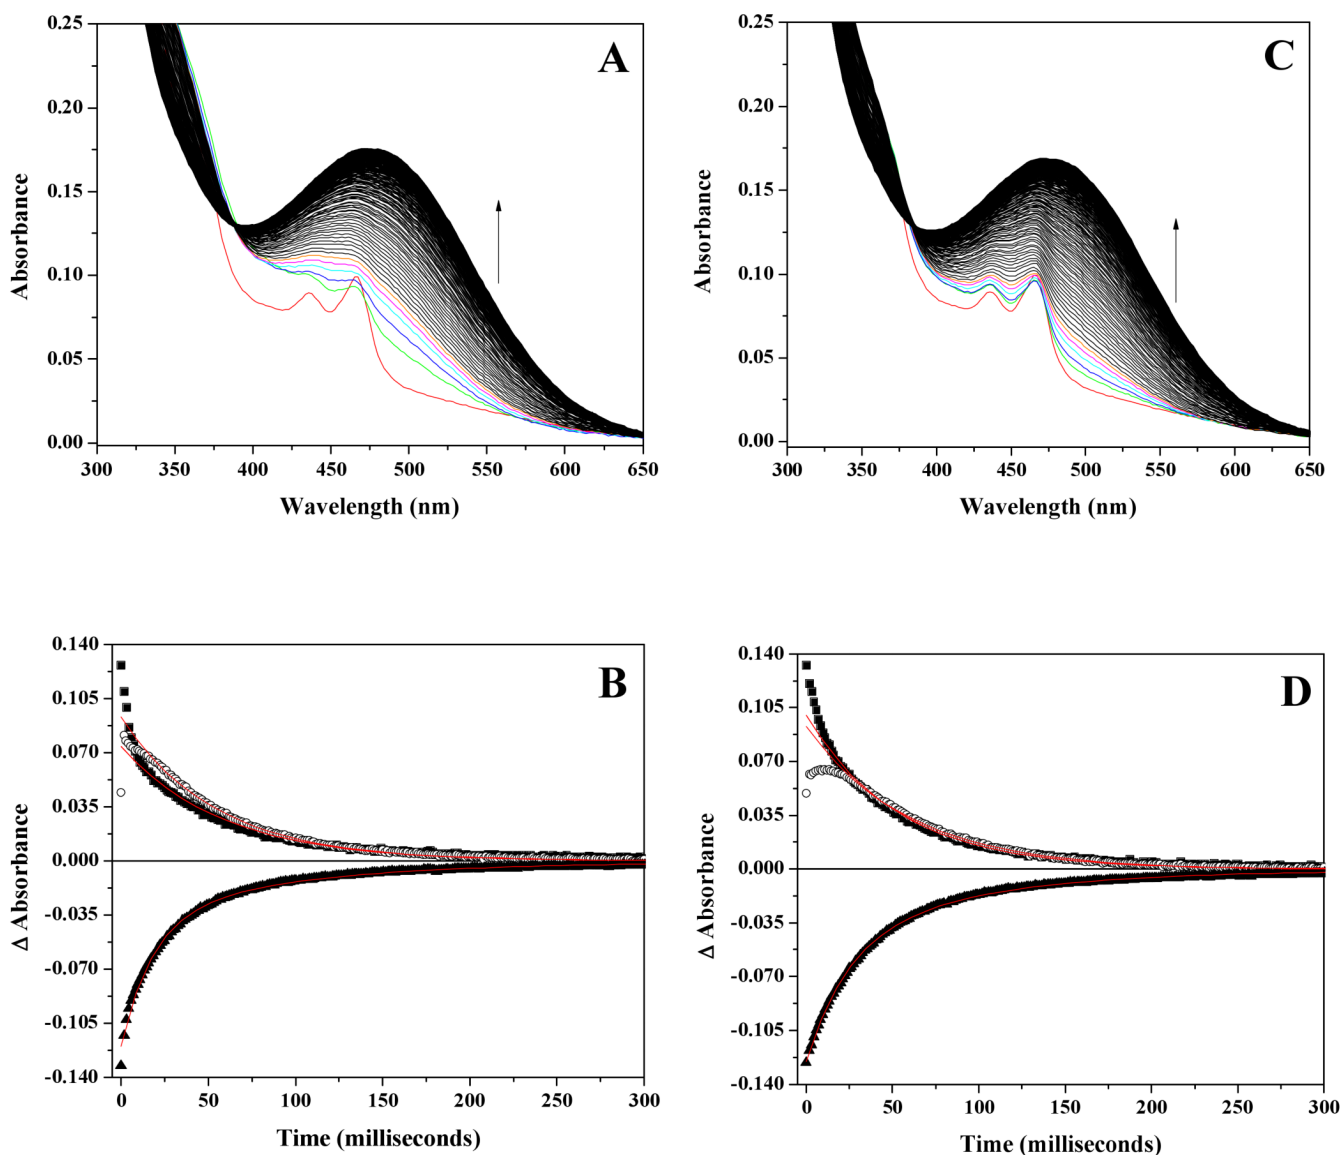 A
0.25
0.20
0.15
0.10
0.05
0.00
Absorbance
300 350 400 450 500 550 600 650
Wavelength (nm)
C
0.25
0.20
0.15
0.10
0.05
0.00
Absorbance
300 350 400 450 500 550 600 650
Wavelength (nm)
B
0.140
0.105
0.070
0.035
0.000
-0.035
-0.070
-0.105
-0.140
Δ Absorbance
0 50 100 150 200 250 300
Time (milliseconds)
D
0.140
0.105
0.070
0.035
0.000
-0.035
-0.070
-0.105
-0.140
Δ Absorbance
0 50 100 150 200 250 300
Time (milliseconds)